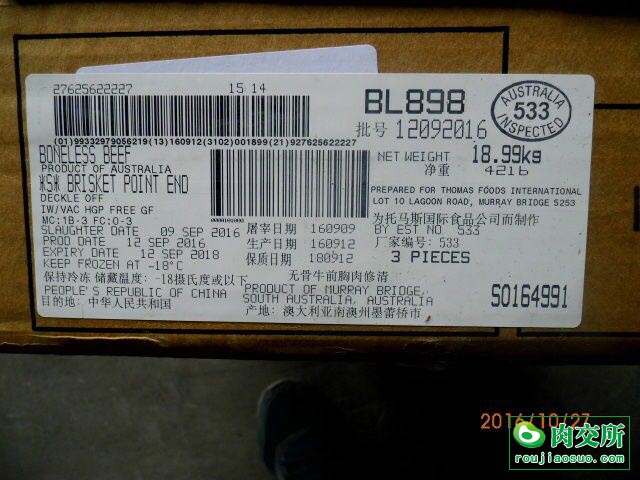 27625622227
15 14
BL898
AUSTRALIA
533
INSPECTED
批号 12092016
(01)99332979056219(13)160912(3102)001899(21)927625622227
BONELESS BEEF
PRODUCT OF AUSTRALIA
*S* BRISKET POINT END
DECKLE OFF
IW/VAC HGP FREE GF
MC:1B-3 FC:0-3
SLAUGHTER DATE 09 SEP 2016
PROD DATE 12 SEP 2016
EXPIRY DATE 12 SEP 2018
KEEP FROZEN AT -18°C
NET WEIGHT 18.99kg
净重 42lb
PREPARED FOR THOMAS FOODS INTERNATIONAL
LOT 10 LAGOON ROAD, MURRAY BRIDGE 5253
屠宰日期 160909
生产日期 160912
保质日期 180912
为托马斯国际食品公司而制作
BY EST NO 533
厂家编号: 533
3 PIECES
保持冷冻 储藏温度: -18摄氏度或以下
无骨牛前胸肉修清
PEOPLE'S REPUBLIC OF CHINA
目的地: 中华人民共和国
PRODUCT OF MURRAY BRIDGE,
SOUTH AUSTRALIA, AUSTRALIA
产地: 澳大利亚南澳州墨蕾桥市
S0164991
2016/10/27
肉交所
roujiaosuo.com